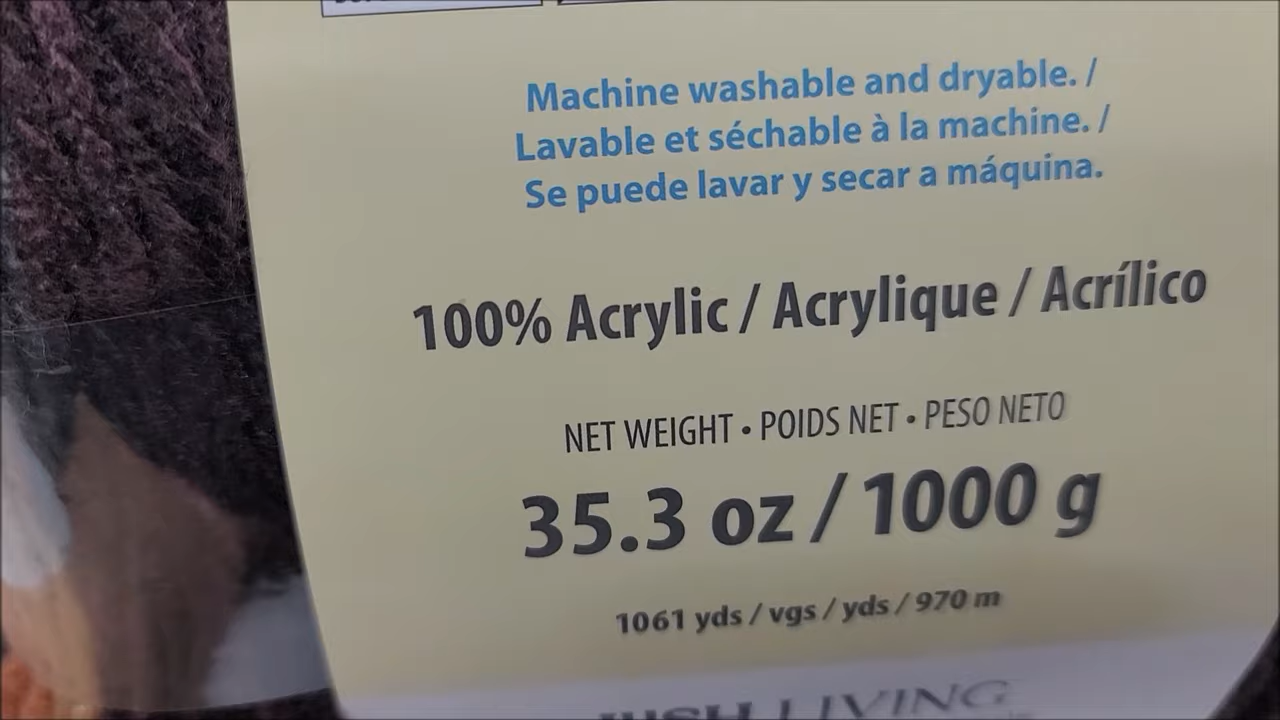 Machine washable and dryable. /
Lavable et séchable à la machine. /
Se puede lavar y secar a máquina.
100% Acrylic / Acrylique / Acrílico
NET WEIGHT • POIDS NET • PESO NETO
35.3 oz / 1000 g
1061 yds / vgs / yds / 970 m
LIVING